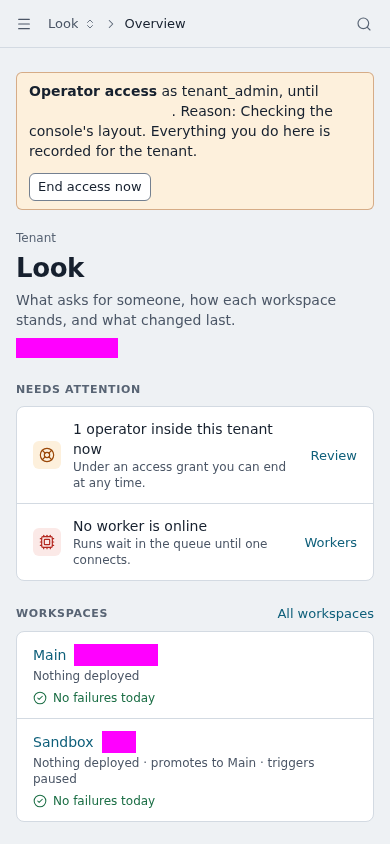 Look
Overview
Operator access as tenant_admin, until
. Reason: Checking the
console's layout. Everything you do here is
recorded for the tenant.
End access now
Tenant
Look
What asks for someone, how each workspace
stands, and what changed last.
NEEDS ATTENTION
1 operator inside this tenant
now
Under an access grant you can end
at any time.
Review
No worker is online
Runs wait in the queue until one
connects.
Workers
WORKSPACES
All workspaces
Main
Nothing deployed
No failures today
Sandbox
Nothing deployed · promotes to Main · triggers
paused
No failures today